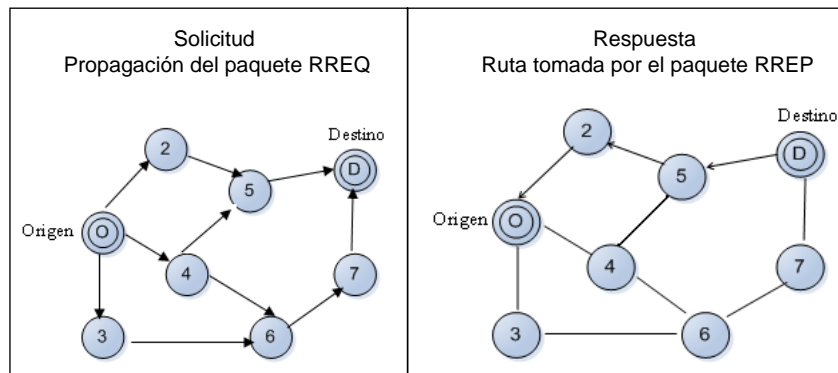 Solicitud
Propagación del paquete RREQ
2
Destino
D
5
Origen
O
4
7
3
6
Respuesta
Ruta tomada por el paquete RREP
Destino
2
D
5
Origen
O
4
7
3
6